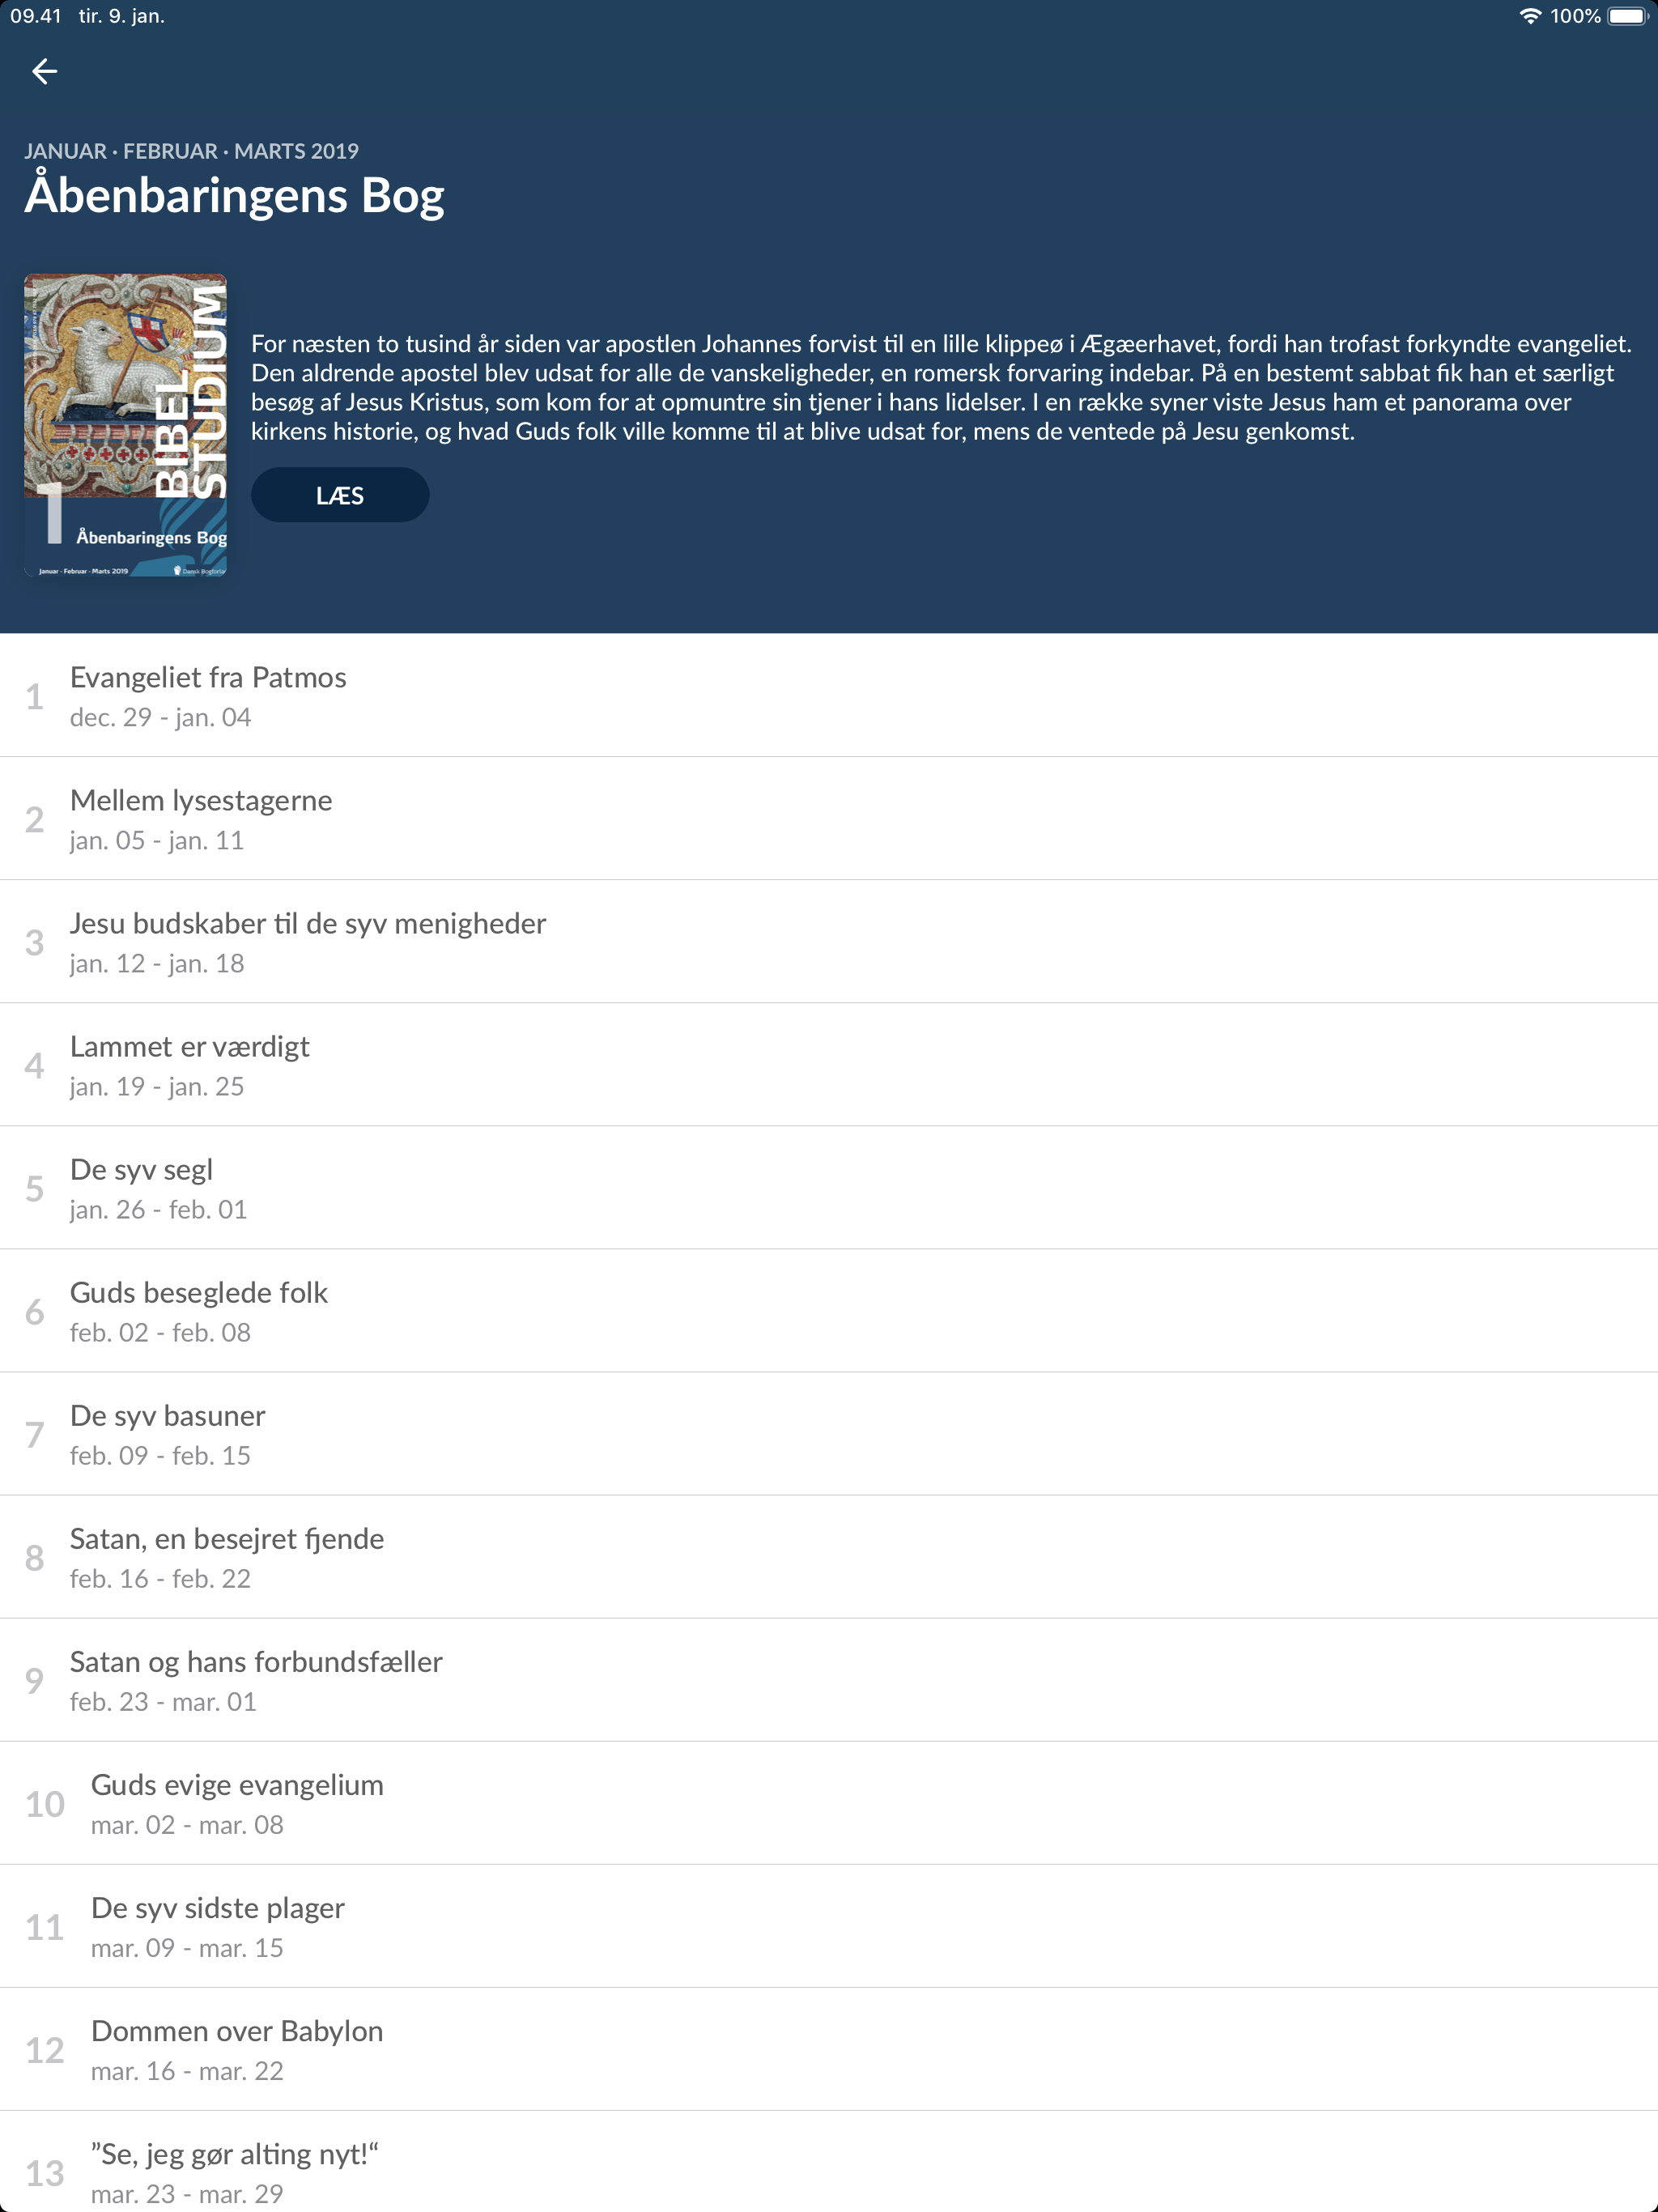 09.41 tir. 9. jan.
100%
JANUAR · FEBRUAR · MARTS 2019
Åbenbaringens Bog
BIBEL
STUDIUM
1
Åbenbaringens Bog
Januar · Februar · Marts 2019
For næsten to tusind år siden var apostlen Johannes forvist til en lille klippeø i Ægæerhavet, fordi han trofast forkyndte evangeliet.
Den aldrende apostel blev udsat for alle de vanskeligheder, en romersk forvaring indebar. På en bestemt sabbat fik han et særligt
besøg af Jesus Kristus, som kom for at opmuntre sin tjener i hans lidelser. I en række syner viste Jesus ham et panorama over
kirkens historie, og hvad Guds folk ville komme til at blive udsat for, mens de ventede på Jesu genkomst.
LÆS
1
Evangeliet fra Patmos
dec. 29 - jan. 04
2
Mellem lysestagerne
jan. 05 - jan. 11
3
Jesu budskaber til de syv menigheder
jan. 12 - jan. 18
4
Lammet er værdigt
jan. 19 - jan. 25
5
De syv segl
jan. 26 - feb. 01
6
Guds beseglede folk
feb. 02 - feb. 08
7
De syv basuner
feb. 09 - feb. 15
8
Satan, en besejret fjende
feb. 16 - feb. 22
9
Satan og hans forbundsfæller
feb. 23 - mar. 01
10
Guds evige evangelium
mar. 02 - mar. 08
11
De syv sidste plager
mar. 09 - mar. 15
12
Dommen over Babylon
mar. 16 - mar. 22
13
”Se, jeg gør alting nyt!“
mar. 23 - mar. 29